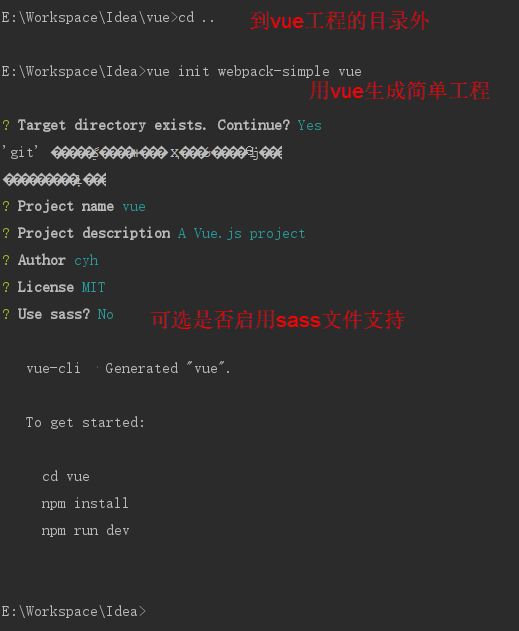 E:\Workspace\Idea\vue>cd .. 到vue工程的目录外
E:\Workspace\Idea>vue init webpack-simple vue
用vue生成简单工程
? Target directory exists. Continue? Yes
'git'
? Project name vue
? Project description A Vue.js project
? Author cyh
? License MIT
? Use sass? No 可选是否启用sass文件支持
vue-cli · Generated "vue".
To get started:
cd vue
npm install
npm run dev
E:\Workspace\Idea>